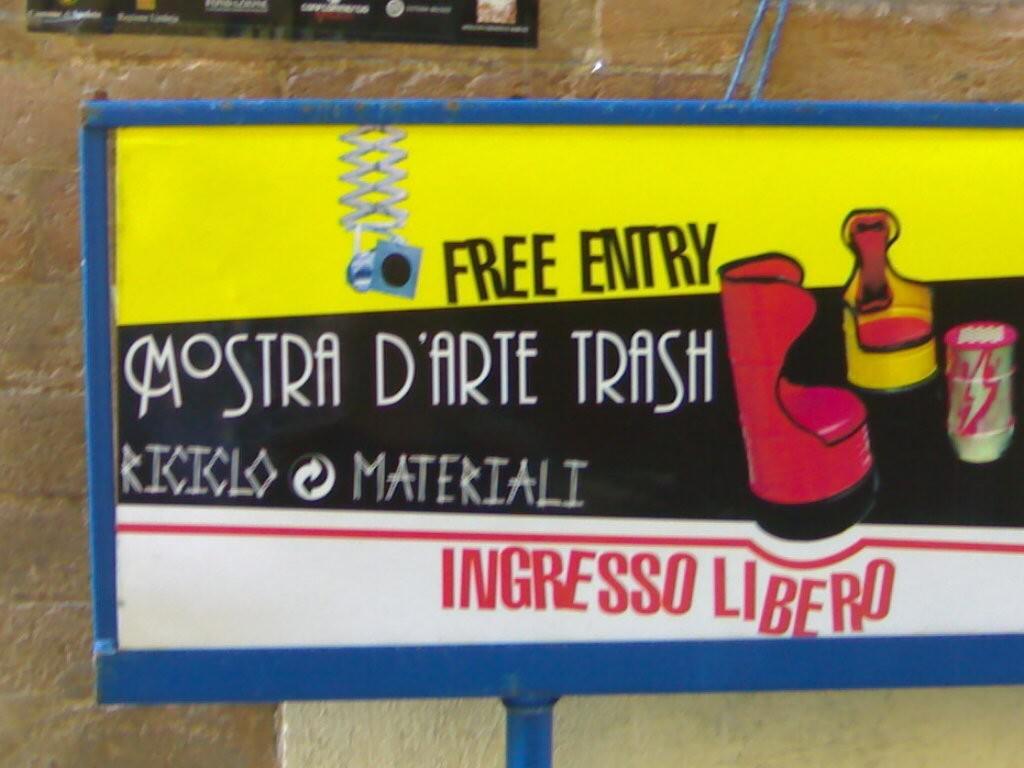 FREE ENTRY
MOSTRA D'ARTE TRASH
RICICLO MATERIALI
INGRESSO LIBERO